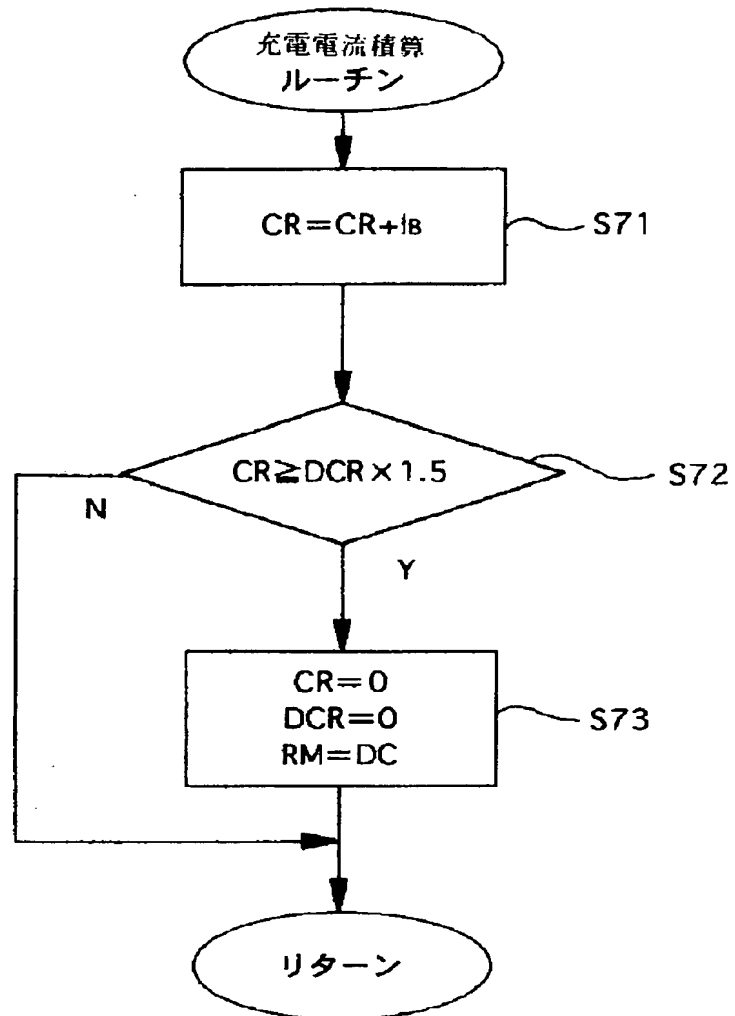 充電電流積算
ルーチン
CR=CR+IB
S71
CR≧DCR×1.5
S72
N
Y
CR=0
DCR=0
RM=DC
S73
リターン